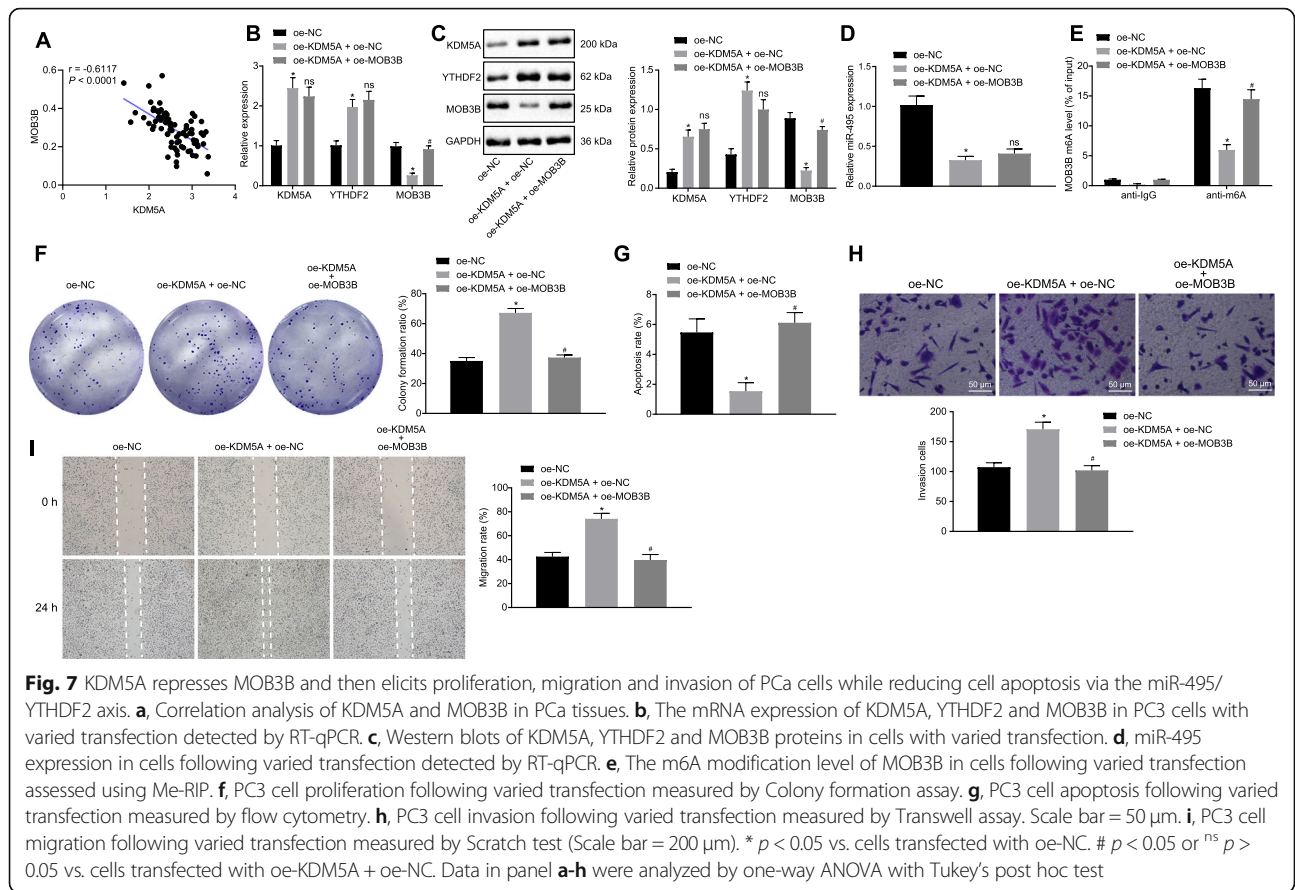 A
r = -0.6117
P < 0.0001
MOB3B
0.6
0.4
0.2
0.0
0 1 2 3 4
KDM5A
B
oe-NC
oe-KDM5A + oe-NC
oe-KDM5A + oe-MOB3B
Relative expression
3
2
1
0
* ns
* ns
* #
KDM5A YTHDF2 MOB3B
C
KDM5A 200 kDa
YTHDF2 62 kDa
MOB3B 25 kDa
GAPDH 36 kDa
oe-NC
oe-KDM5A + oe-NC
oe-KDM5A + oe-MOB3B
oe-NC
oe-KDM5A + oe-NC
oe-KDM5A + oe-MOB3B
Relative protein expression
1.5
1.0
0.5
0.0
* ns
* ns
* #
KDM5A YTHDF2 MOB3B
D
oe-NC
oe-KDM5A + oe-NC
oe-KDM5A + oe-MOB3B
Relative miR-495 expression
1.5
1.0
0.5
0.0
* ns
E
oe-NC
oe-KDM5A + oe-NC
oe-KDM5A + oe-MOB3B
MOB3B m6A level (% of input)
20
15
10
5
0
* #
anti-IgG anti-m6A
F
oe-NC oe-KDM5A + oe-NC oe-KDM5A
+
oe-MOB3B
oe-NC
oe-KDM5A + oe-NC
oe-KDM5A + oe-MOB3B
Colony formation ratio (%)
80
60
40
20
0
* #
G
oe-NC
oe-KDM5A + oe-NC
oe-KDM5A + oe-MOB3B
Apoptosis rate (%)
8
6
4
2
0
* #
H
oe-NC oe-KDM5A + oe-NC oe-KDM5A
+
oe-MOB3B
50 μm 50 μm 50 μm
oe-NC
oe-KDM5A + oe-NC
oe-KDM5A + oe-MOB3B
Invasion cells
200
150
100
50
0
* #
I
oe-NC oe-KDM5A + oe-NC oe-KDM5A
+
oe-MOB3B
0 h
24 h
oe-NC
oe-KDM5A + oe-NC
oe-KDM5A + oe-MOB3B
Migration rate (%)
100
80
60
40
20
0
* #
Fig. 7 KDM5A represses MOB3B and then elicits proliferation, migration and invasion of PCa cells while reducing cell apoptosis via the miR-495/
YTHDF2 axis. a, Correlation analysis of KDM5A and MOB3B in PCa tissues. b, The mRNA expression of KDM5A, YTHDF2 and MOB3B in PC3 cells with
varied transfection detected by RT-qPCR. c, Western blots of KDM5A, YTHDF2 and MOB3B proteins in cells with varied transfection. d, miR-495
expression in cells following varied transfection detected by RT-qPCR. e, The m6A modification level of MOB3B in cells following varied transfection
assessed using Me-RIP. f, PC3 cell proliferation following varied transfection measured by Colony formation assay. g, PC3 cell apoptosis following varied
transfection measured by flow cytometry. h, PC3 cell invasion following varied transfection measured by Transwell assay. Scale bar = 50 μm. i, PC3 cell
migration following varied transfection measured by Scratch test (Scale bar = 200 μm). * p < 0.05 vs. cells transfected with oe-NC. # p < 0.05 or ns p >
0.05 vs. cells transfected with oe-KDM5A + oe-NC. Data in panel a-h were analyzed by one-way ANOVA with Tukey's post hoc test